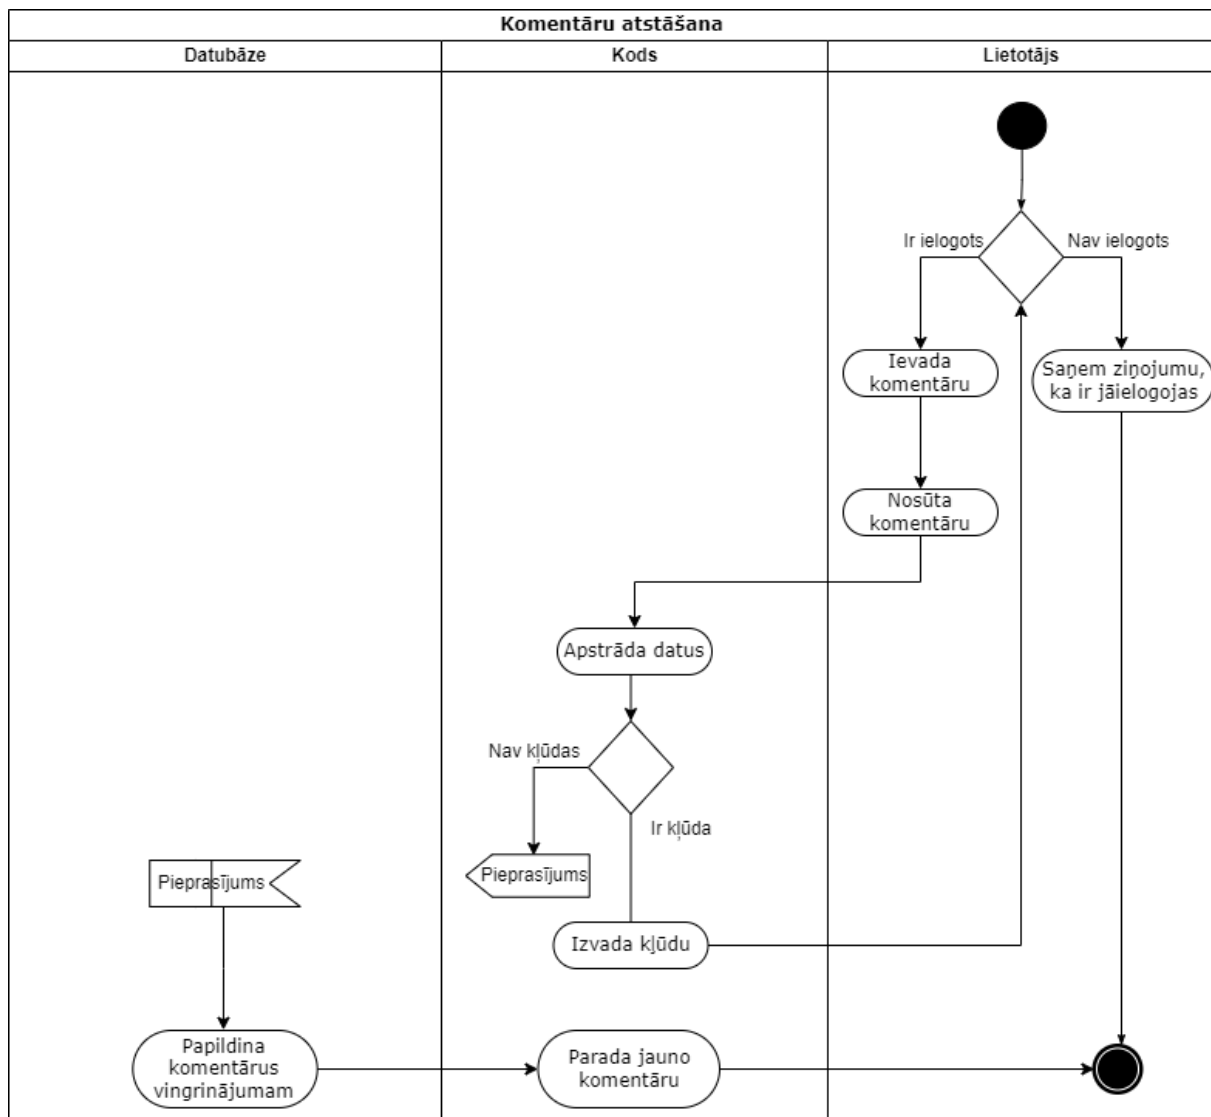 Komentāru atstāšana
Datubāze
Kods
Lietotājs
Ir ielogots
Nav ielogots
Ievada
komentāru
Saņem ziņojumu,
ka ir jāielogojas
Nosūta
komentāru
Apstrāda datus
Nav kļūdas
Ir kļūda
Pieprasījums
Pieprasījums
Izvada kļūdu
Papildina
komentārus
vingrinājumam
Parada jauno
komentāru